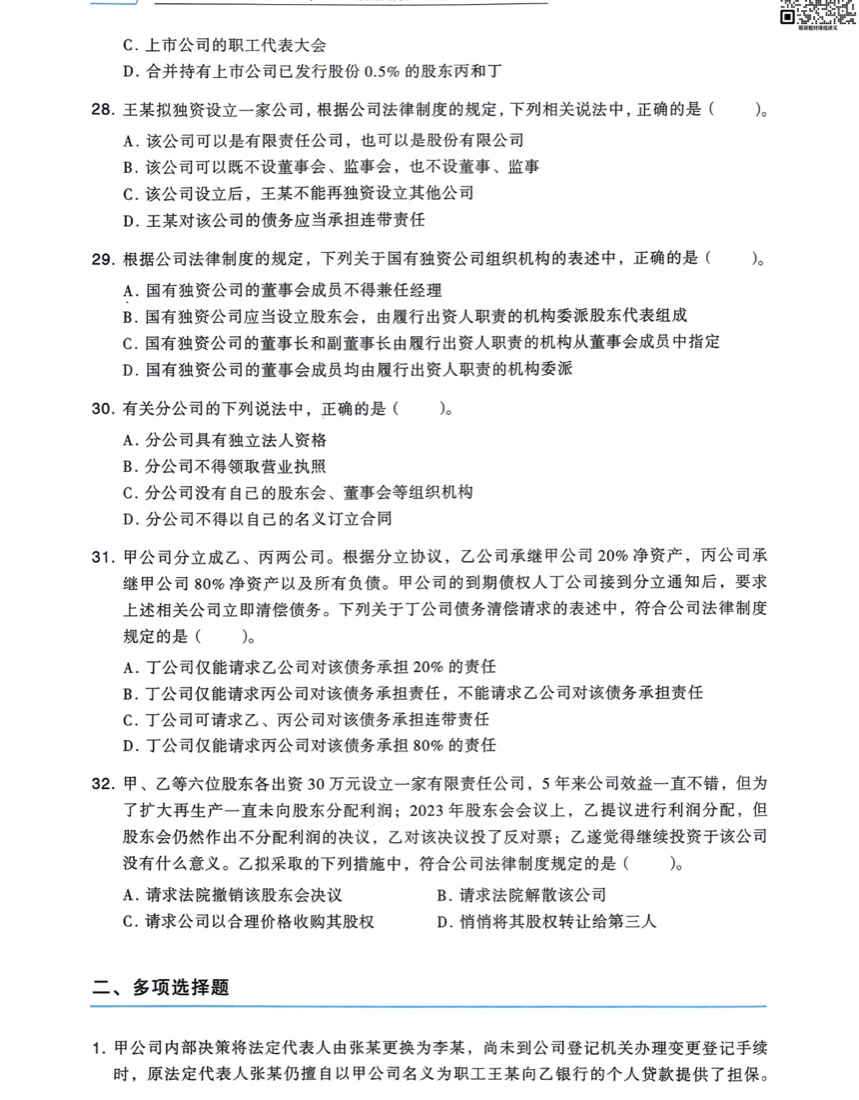 C. 上市公司的职工代表大会
D. 合并持有上市公司已发行股份 0.5% 的股东丙和丁
28. 王某拟独资设立一家公司，根据公司法律制度的规定，下列相关说法中，正确的是（　　）。
A. 该公司可以是有限责任公司，也可以是股份有限公司
B. 该公司可以既不设董事会、监事会，也不设董事、监事
C. 该公司设立后，王某不能再独资设立其他公司
D. 王某对该公司的债务应当承担连带责任
29. 根据公司法律制度的规定，下列关于国有独资公司组织机构的表述中，正确的是（　　）。
A. 国有独资公司的董事会成员不得兼任经理
B. 国有独资公司应当设立股东会，由履行出资人职责的机构委派股东代表组成
C. 国有独资公司的董事长和副董事长由履行出资人职责的机构从董事会成员中指定
D. 国有独资公司的董事会成员均由履行出资人职责的机构委派
30. 有关分公司的下列说法中，正确的是（　　）。
A. 分公司具有独立法人资格
B. 分公司不得领取营业执照
C. 分公司没有自己的股东会、董事会等组织机构
D. 分公司不得以自己的名义订立合同
31. 甲公司分立成乙、丙两公司。根据分立协议，乙公司承继甲公司 20% 净资产，丙公司承
继甲公司 80% 净资产以及所有负债。甲公司的到期债权人丁公司接到分立通知后，要求
上述相关公司立即清偿债务。下列关于丁公司债务清偿请求的表述中，符合公司法律制度
规定的是（　　）。
A. 丁公司仅能请求乙公司对该债务承担 20% 的责任
B. 丁公司仅能请求丙公司对该债务承担责任，不能请求乙公司对该债务承担责任
C. 丁公司可请求乙、丙公司对该债务承担连带责任
D. 丁公司仅能请求丙公司对该债务承担 80% 的责任
32. 甲、乙等六位股东各出资 30 万元设立一家有限责任公司，5 年来公司效益一直不错，但为
了扩大再生产一直未向股东分配利润；2023 年股东会会议上，乙提议进行利润分配，但
股东会仍然作出不分配利润的决议，乙对该决议投了反对票；乙遂觉得继续投资于该公司
没有什么意义。乙拟采取的下列措施中，符合公司法律制度规定的是（　　）。
A. 请求法院撤销该股东会决议　　B. 请求法院解散该公司
C. 请求公司以合理价格收购其股权　　D. 悄悄将其股权转让给第三人
二、多项选择题
1. 甲公司内部决策将法定代表人由张某更换为李某，尚未到公司登记机关办理变更登记手续
时，原法定代表人张某仍擅自以甲公司名义为职工王某向乙银行的个人贷款提供了担保。